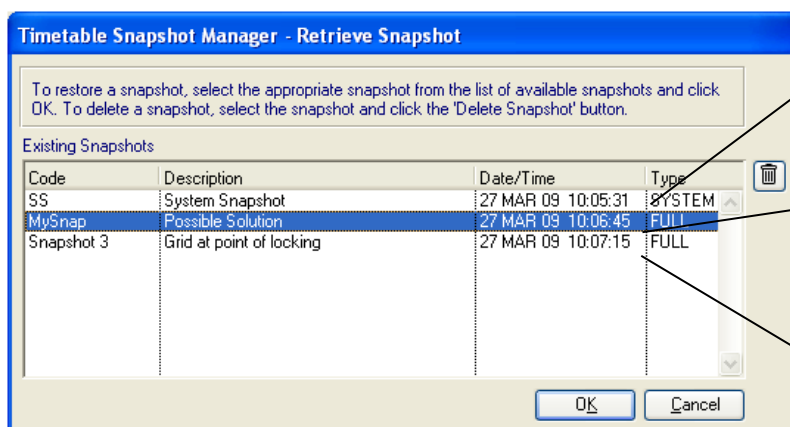 Timetable Snapshot Manager - Retrieve Snapshot
To restore a snapshot, select the appropriate snapshot from the list of available snapshots and click
OK. To delete a snapshot, select the snapshot and click the 'Delete Snapshot' button.
Existing Snapshots
Code Description Date/Time Type
SS System Snapshot 27 MAR 09 10:05:31 SYSTEM
MySnap Possible Solution 27 MAR 09 10:06:45 FULL
Snapshot 3 Grid at point of locking 27 MAR 09 10:07:15 FULL
OK Cancel